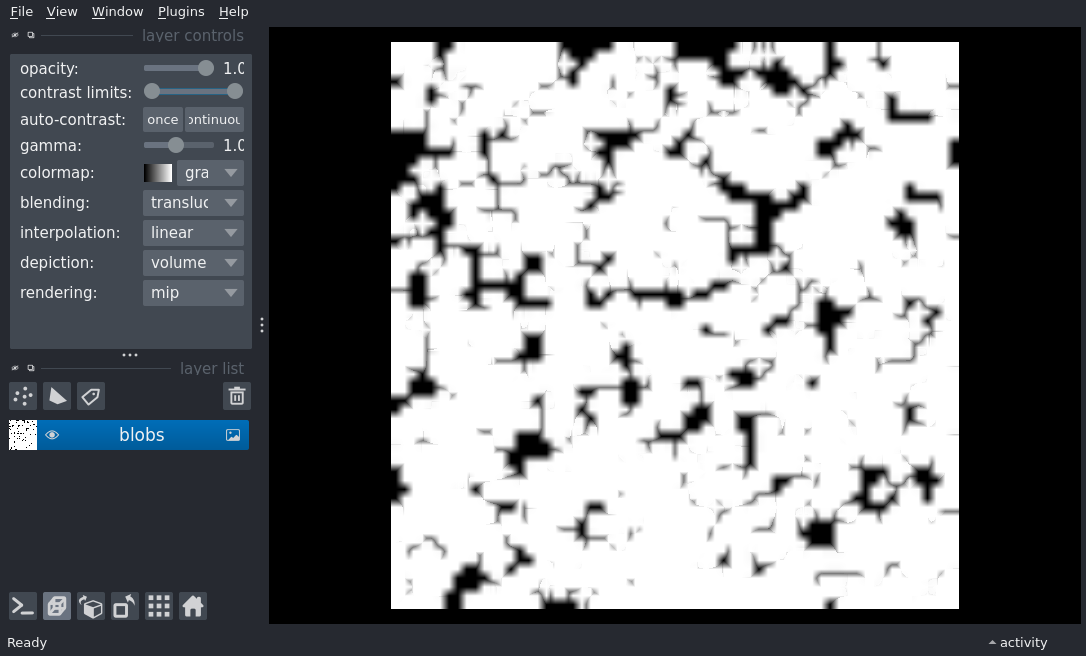 File View Window Plugins Help
layer controls
opacity: 1.0
contrast limits:
auto-contrast: once ontinuou
gamma: 1.0
colormap: gra
blending: transluc
interpolation: linear
depiction: volume
rendering: mip
layer list
blobs
Ready activity